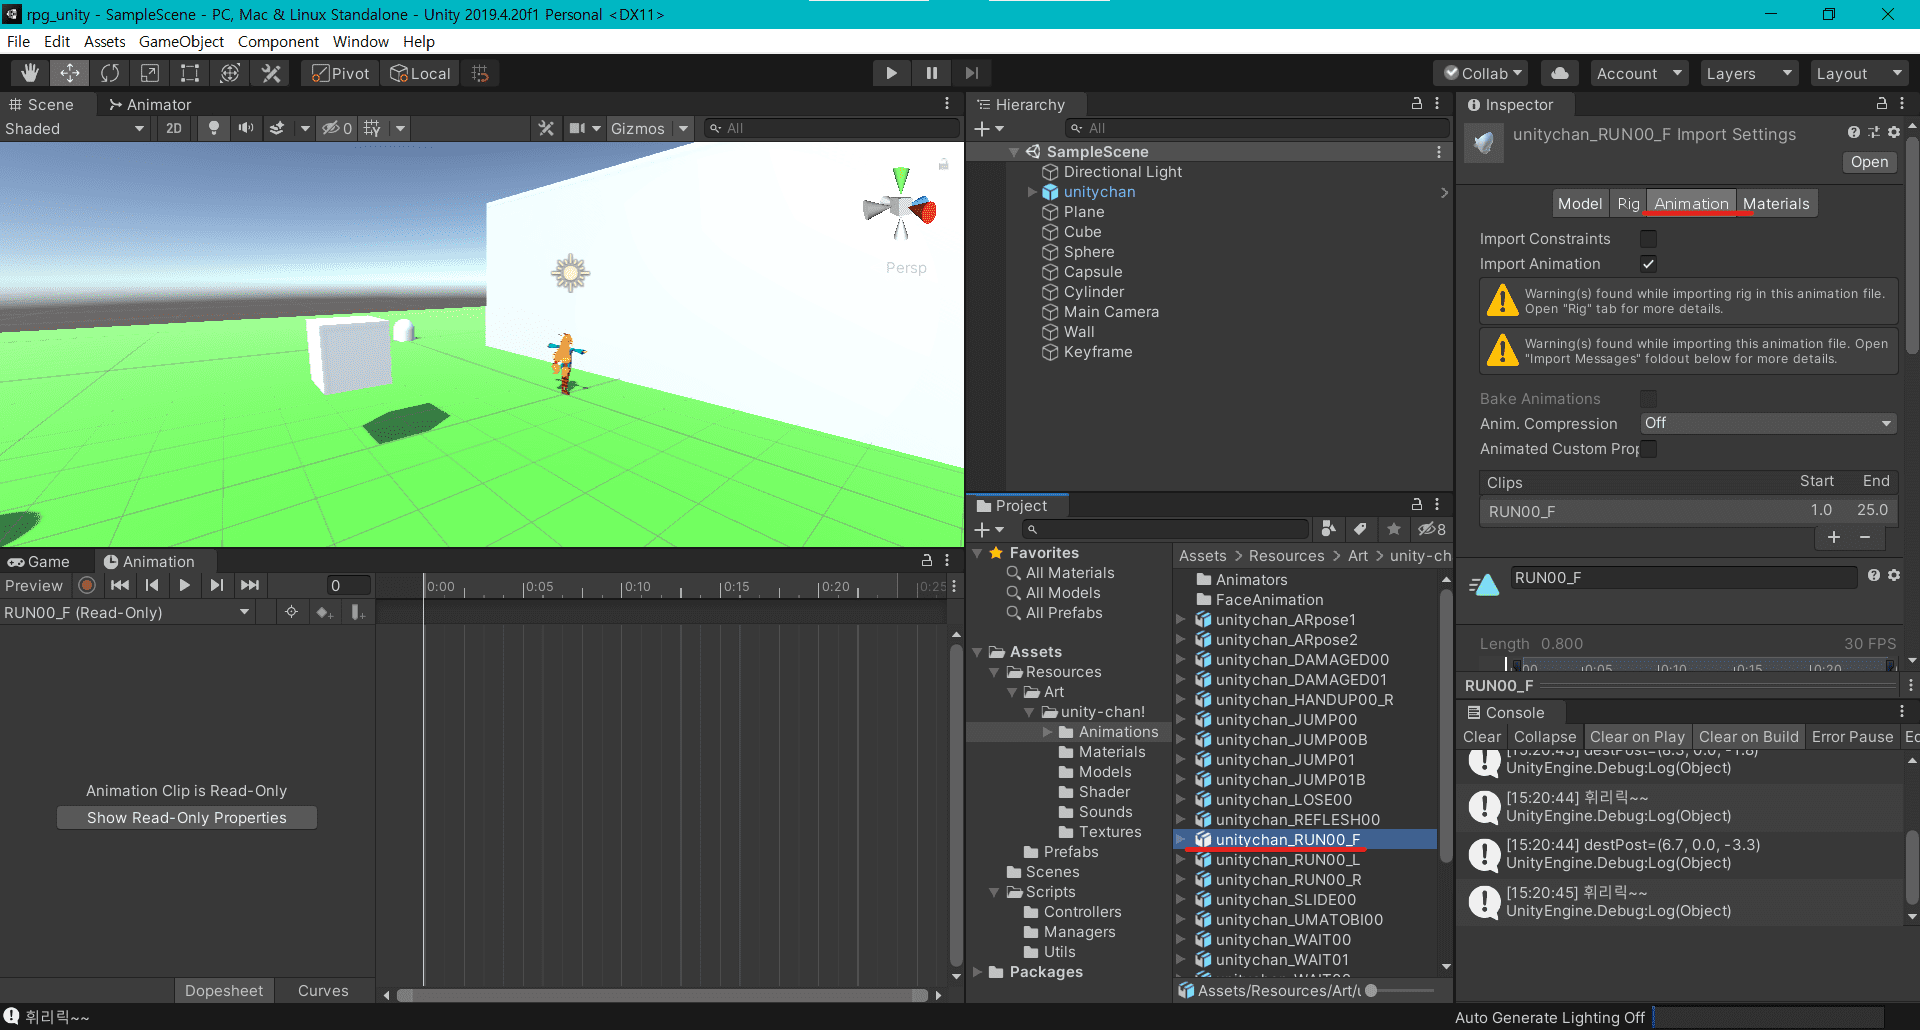 rpg_unity - SampleScene - PC, Mac & Linux Standalone - Unity 2019.4.20f1 Personal <DX11>
File Edit Assets GameObject Component Window Help
Pivot Local Collab Account Layers Layout
Scene Animator
Shaded 2D 0 Gizmos All
Persp
Hierarchy
All
SampleScene
Directional Light
unitychan
Plane
Cube
Sphere
Capsule
Cylinder
Main Camera
Wall
Keyframe
Inspector
unitychan_RUN00_F Import Settings
Open
Model Rig Animation Materials
Import Constraints
Import Animation
Warning(s) found while importing rig in this animation file.
Open "Rig" tab for more details.
Warning(s) found while importing this animation file. Open
"Import Messages" foldout below for more details.
Bake Animations
Anim. Compression Off
Animated Custom Prop
Clips Start End
RUN00_F 1.0 25.0
RUN00_F
Length 0.800 30 FPS
:00 0:05 0:10 0:15 0:20
RUN00_F
Game Animation
Preview 0 0:00 0:05 0:10 0:15 0:20 0:25
RUN00_F (Read-Only)
Animation Clip is Read-Only
Show Read-Only Properties
Dopesheet Curves
Project
8
Favorites
All Materials
All Models
All Prefabs
Assets
Resources
Art
unity-chan!
Animations
Materials
Models
Shader
Sounds
Textures
Prefabs
Scenes
Scripts
Controllers
Managers
Utils
Packages
Assets > Resources > Art > unity-ch
Animators
FaceAnimation
unitychan_ARpose1
unitychan_ARpose2
unitychan_DAMAGED00
unitychan_DAMAGED01
unitychan_HANDUP00_R
unitychan_JUMP00
unitychan_JUMP00B
unitychan_JUMP01
unitychan_JUMP01B
unitychan_LOSE00
unitychan_REFLESH00
unitychan_RUN00_F
unitychan_RUN00_L
unitychan_RUN00_R
unitychan_SLIDE00
unitychan_UMATOBI00
unitychan_WAIT00
unitychan_WAIT01
Assets/Resources/Art/u
Console
Clear Collapse Clear on Play Clear on Build Error Pause Ed
[15:20:43] destPost=(8.3, 0.0, -1.8)
UnityEngine.Debug:Log(Object)
[15:20:44] 휘리릭~~
UnityEngine.Debug:Log(Object)
[15:20:44] destPost=(6.7, 0.0, -3.3)
UnityEngine.Debug:Log(Object)
[15:20:45] 휘리릭~~
UnityEngine.Debug:Log(Object)
휘리릭~~
Auto Generate Lighting Off